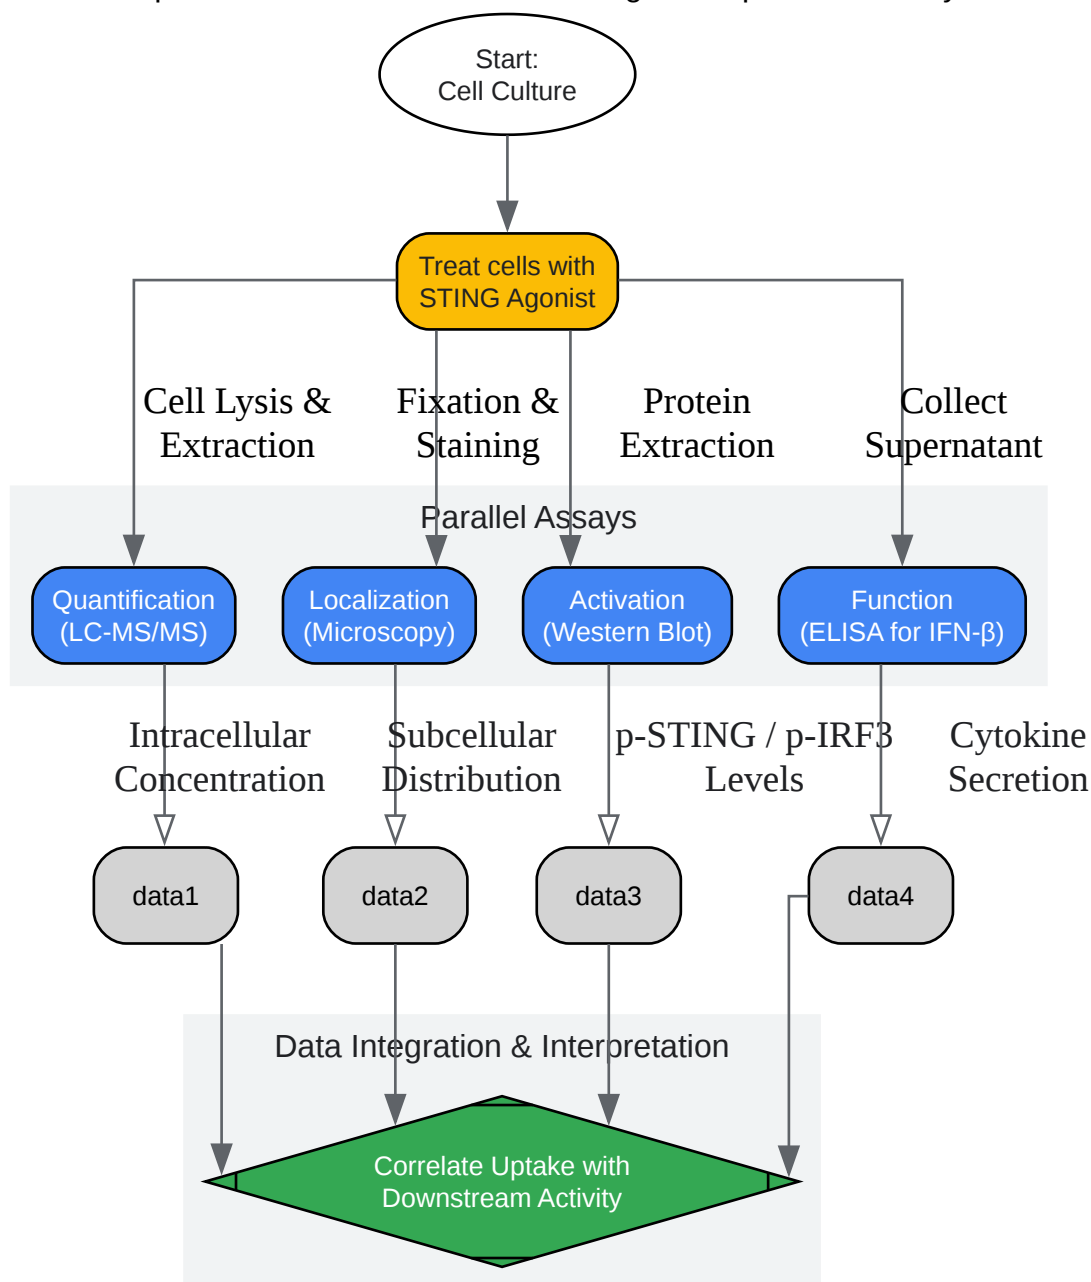 Start:
Cell Culture
Treat cells with
STING Agonist
Cell Lysis &
Extraction
Fixation &
Staining
Protein
Extraction
Collect
Supernatant
Parallel Assays
Quantification
(LC-MS/MS)
Localization
(Microscopy)
Activation
(Western Blot)
Function
(ELISA for IFN-β)
Intracellular
Concentration
Subcellular
Distribution
p-STING / p-IRF3
Levels
Cytokine
Secretion
data1
data2
data3
data4
Data Integration & Interpretation
Correlate Uptake with
Downstream Activity